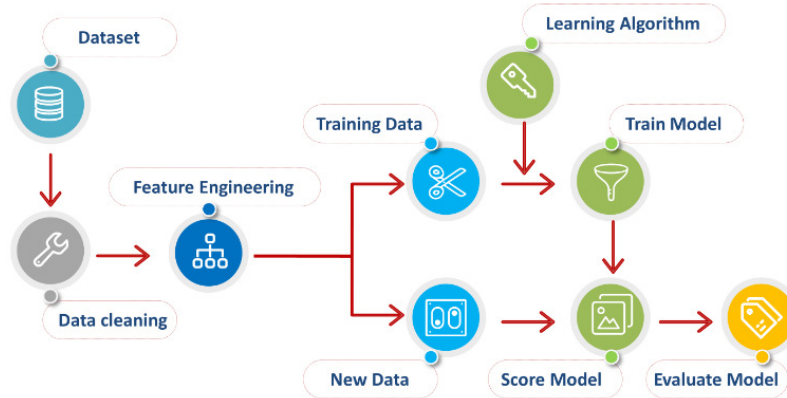 Dataset
Learning Algorithm
Training Data
Train Model
Feature Engineering
Data cleaning
New Data
Score Model
Evaluate Model